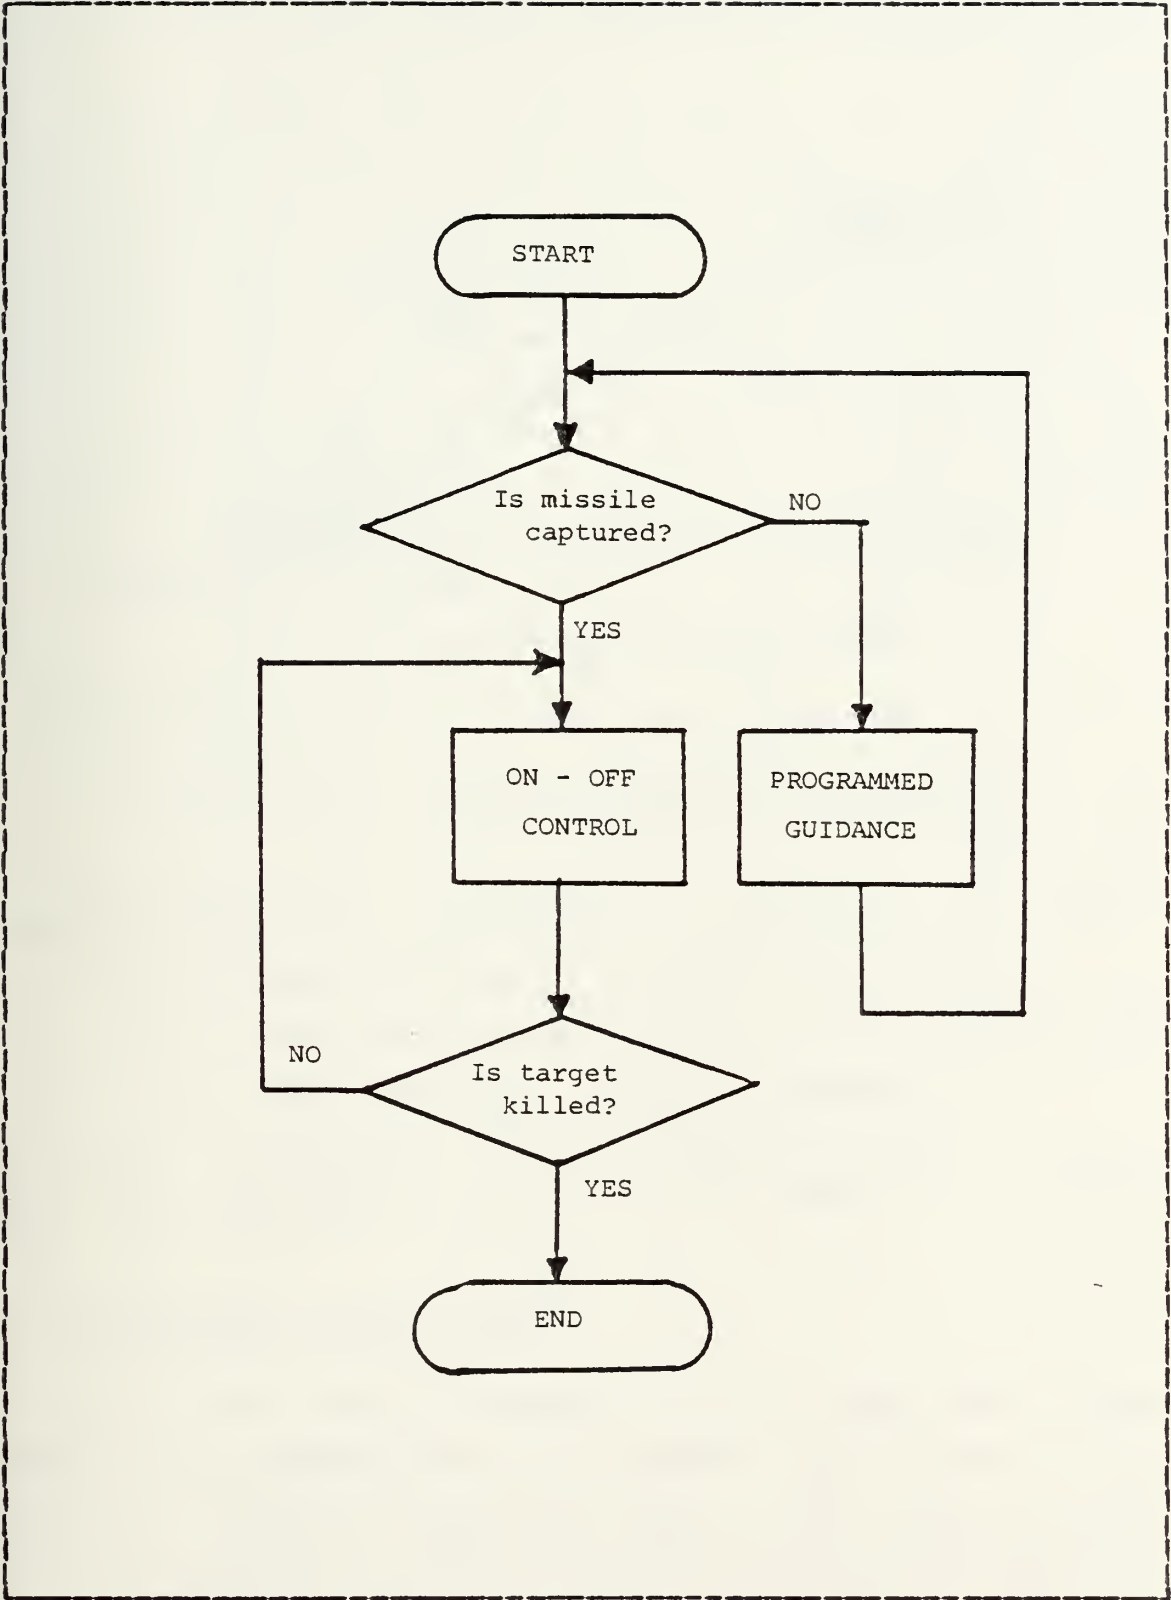 START
Is missile
captured?
NO
YES
ON - OFF
CONTROL
PROGRAMMED
GUIDANCE
NO
Is target
killed?
YES
END